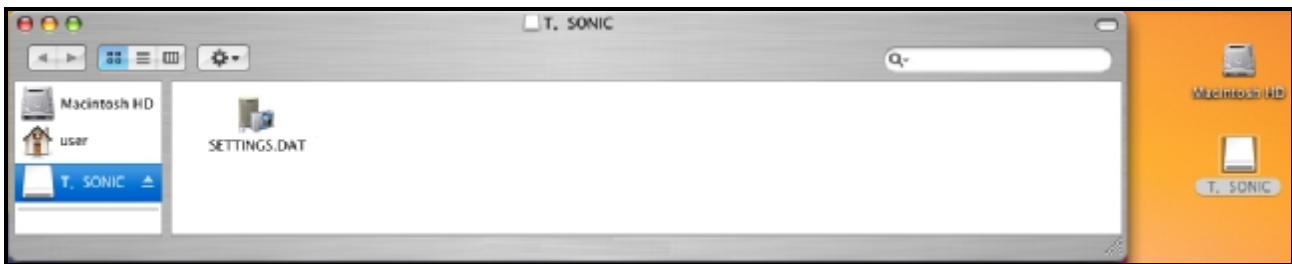 T. SONIC
Macintosh HD
user
T. SONIC
SETTINGS.DAT
Macintosh HD
T. SONIC